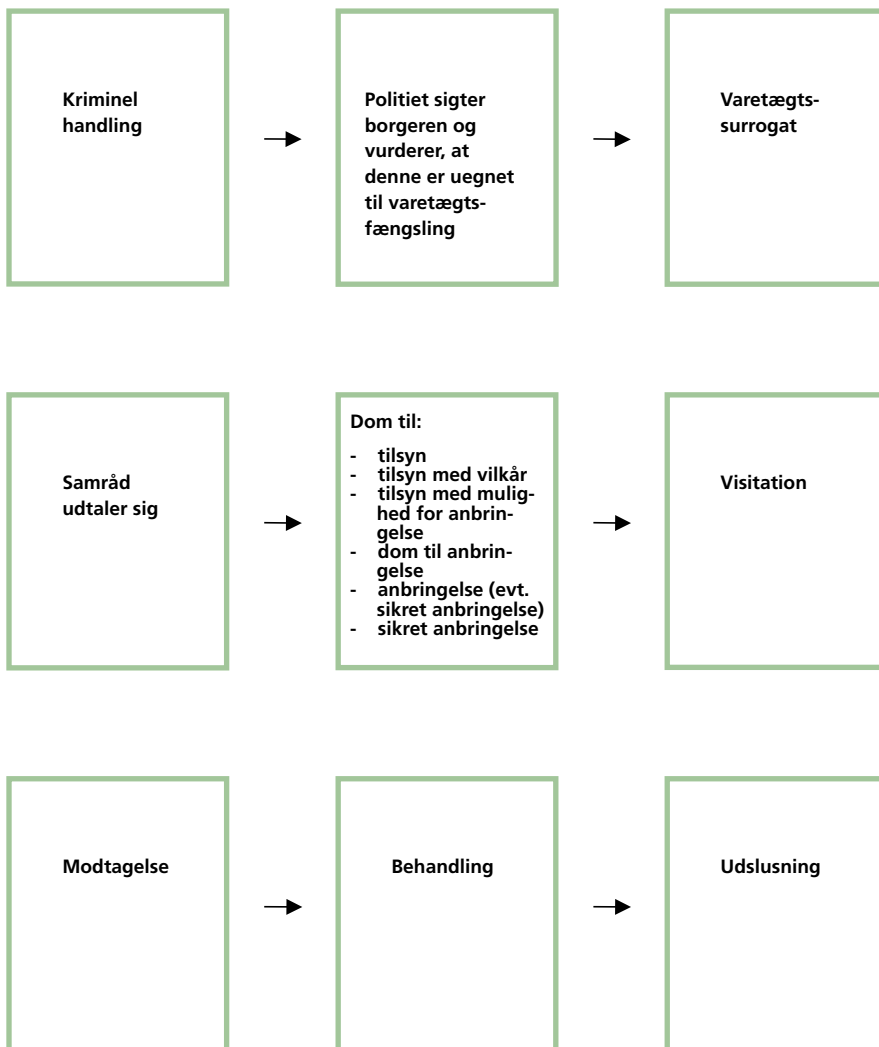 Kriminel
handling
Politiet sigter
borgeren og
vurderer, at
denne er uegnet
til varetægts-
fængsling
Varetægts-
surrogat
Samråd
udtaler sig
Dom til:
- tilsyn
- tilsyn med vilkår
- tilsyn med mulig-
hed for anbrin-
gelse
- dom til anbrin-
gelse
- anbringelse (evt.
sikret anbringelse)
- sikret anbringelse
Visitation
Modtagelse
Behandling
Udslusning